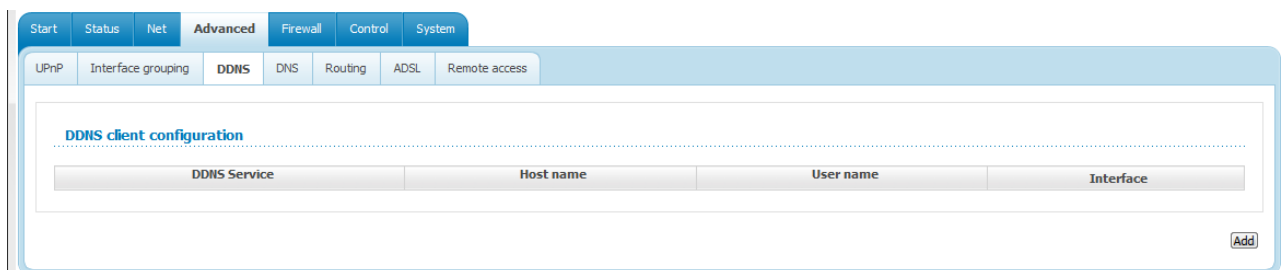 Start Status Net Advanced Firewall Control System
UPnP Interface grouping DDNS DNS Routing ADSL Remote access
DDNS client configuration
DDNS Service Host name User name Interface
Add